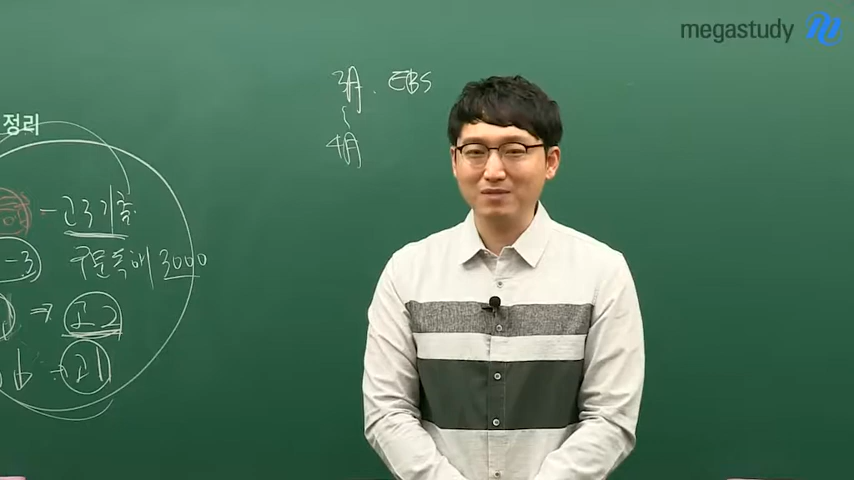 megastudy
3月. EBS
4月
정리
- 고3기출
-3 구문독해 3000
⇒ 고2
b → 고1